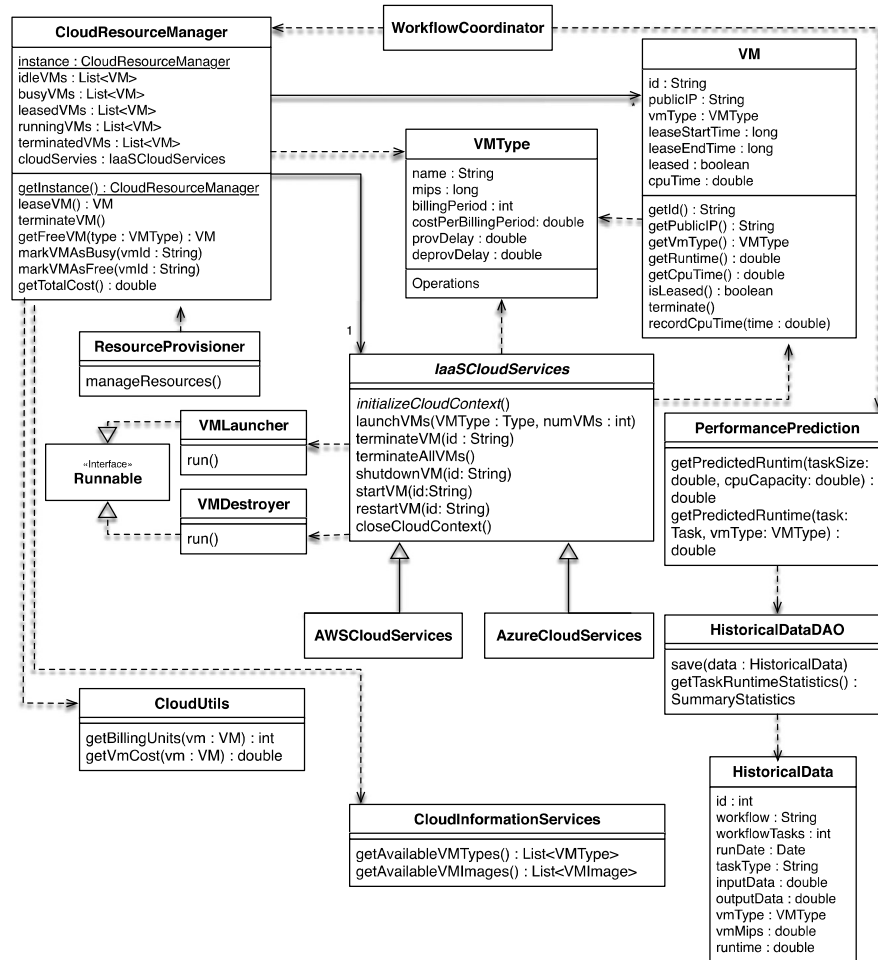 CloudResourceManager
instance : CloudResourceManager
idleVMs : List<VM>
busyVMs : List<VM>
leasedVMs : List<VM>
runningVMs : List<VM>
terminatedVMs : List<VM>
cloudServies : IaaSCloudServices
getInstance() : CloudResourceManager
leaseVM() : VM
terminateVM()
getFreeVM(type : VMType) : VM
markVMAsBusy(vmId : String)
markVMAsFree(vmId : String)
getTotalCost() : double
WorkflowCoordinator
VM
id : String
publicIP : String
vmType : VMType
leaseStartTime : long
leaseEndTime : long
leased : boolean
cpuTime : double
getId() : String
getPublicIP() : String
getVmType() : VMType
getRuntime() : double
getCpuTime() : double
isLeased() : boolean
terminate()
recordCpuTime(time : double)
*
VMType
name : String
mips : long
billingPeriod : int
costPerBillingPeriod: double
provDelay : double
deprovDelay : double
Operations
1
ResourceProvisioner
manageResources()
IaaSCloudServices
initializeCloudContext()
launchVMs(VMType : Type, numVMs : int)
terminateVM(id : String)
terminateAllVMs()
shutdownVM(id: String)
startVM(id:String)
restartVM(id: String)
closeCloudContext()
VMLauncher
run()
«Interface»
Runnable
VMDestroyer
run()
PerformancePrediction
getPredictedRuntim(taskSize:
double, cpuCapacity: double) :
double
getPredictedRuntime(task:
Task, vmType: VMType) :
double
AWSCloudServices
AzureCloudServices
HistoricalDataDAO
save(data : HistoricalData)
getTaskRuntimeStatistics() :
SummaryStatistics
CloudUtils
getBillingUnits(vm : VM) : int
getVmCost(vm : VM) : double
CloudInformationServices
getAvailableVMTypes() : List<VMType>
getAvailableVMImages() : List<VMImage>
HistoricalData
id : int
workflow : String
workflowTasks : int
runDate : Date
taskType : String
inputData : double
outputData : double
vmType : VMType
vmMips : double
runtime : double